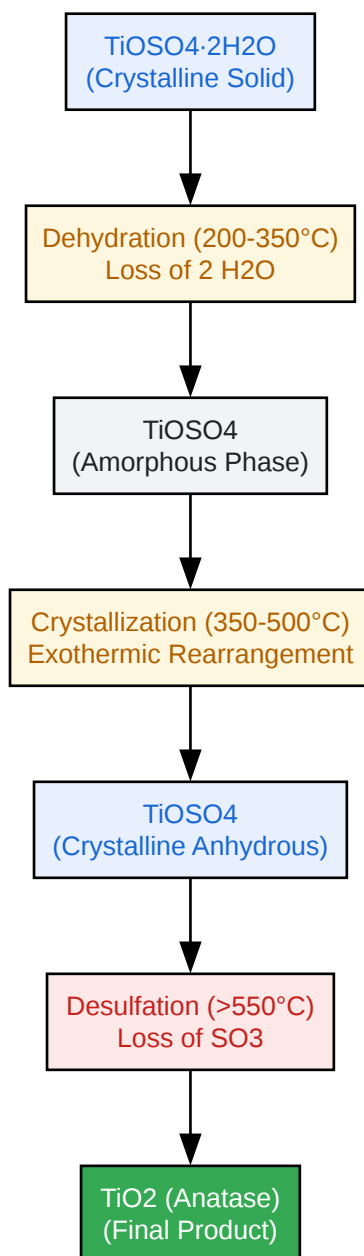 TiOSO4·2H2O
(Crystalline Solid)
Dehydration (200-350°C)
Loss of 2 H2O
TiOSO4
(Amorphous Phase)
Crystallization (350-500°C)
Exothermic Rearrangement
TiOSO4
(Crystalline Anhydrous)
Desulfation (>550°C)
Loss of SO3
TiO2 (Anatase)
(Final Product)